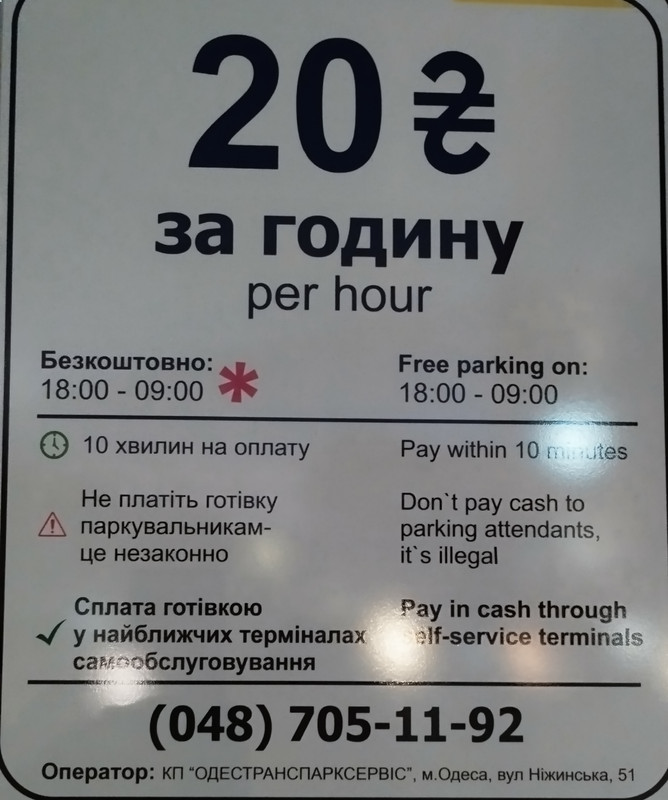 20 ₴
за годину
per hour
Безкоштовно:
18:00 - 09:00 *
Free parking on:
18:00 - 09:00
10 хвилин на оплату
Pay within 10 minutes
Не платіть готівку
паркувальникам-
це незаконно
Don`t pay cash to
parking attendants,
it`s illegal
Сплата готівкою
у найближчих терміналах
самообслуговування
Pay in cash through
self-service terminals
(048) 705-11-92
Оператор: КП “ОДЕСТРАНСПАРКСЕРВІС”, м.Одеса, вул Ніжинська, 51